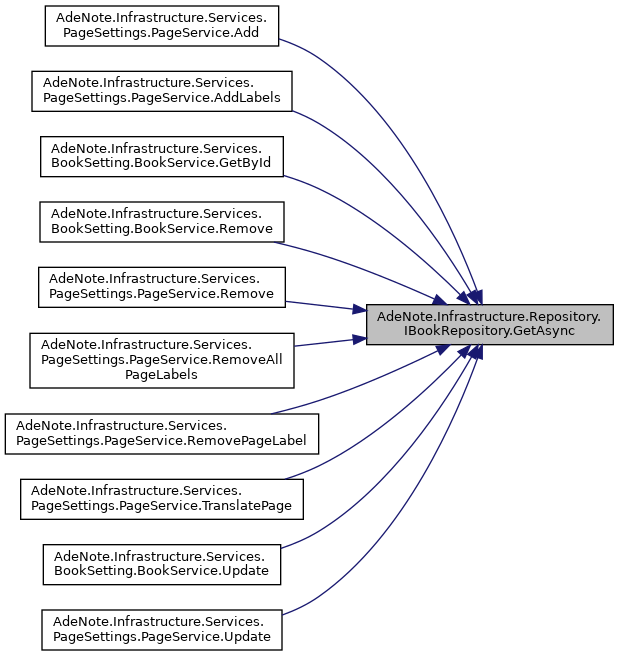 AdeNote.Infrastructure.Services.
PageSettings.PageService.Add
AdeNote.Infrastructure.Services.
PageSettings.PageService.AddLabels
AdeNote.Infrastructure.Services.
BookSetting.BookService.GetById
AdeNote.Infrastructure.Services.
BookSetting.BookService.Remove
AdeNote.Infrastructure.Services.
PageSettings.PageService.Remove
AdeNote.Infrastructure.Services.
PageSettings.PageService.RemoveAll
PageLabels
AdeNote.Infrastructure.Services.
PageSettings.PageService.RemovePageLabel
AdeNote.Infrastructure.Services.
PageSettings.PageService.TranslatePage
AdeNote.Infrastructure.Services.
BookSetting.BookService.Update
AdeNote.Infrastructure.Services.
PageSettings.PageService.Update
AdeNote.Infrastructure.Repository.
IBookRepository.GetAsync